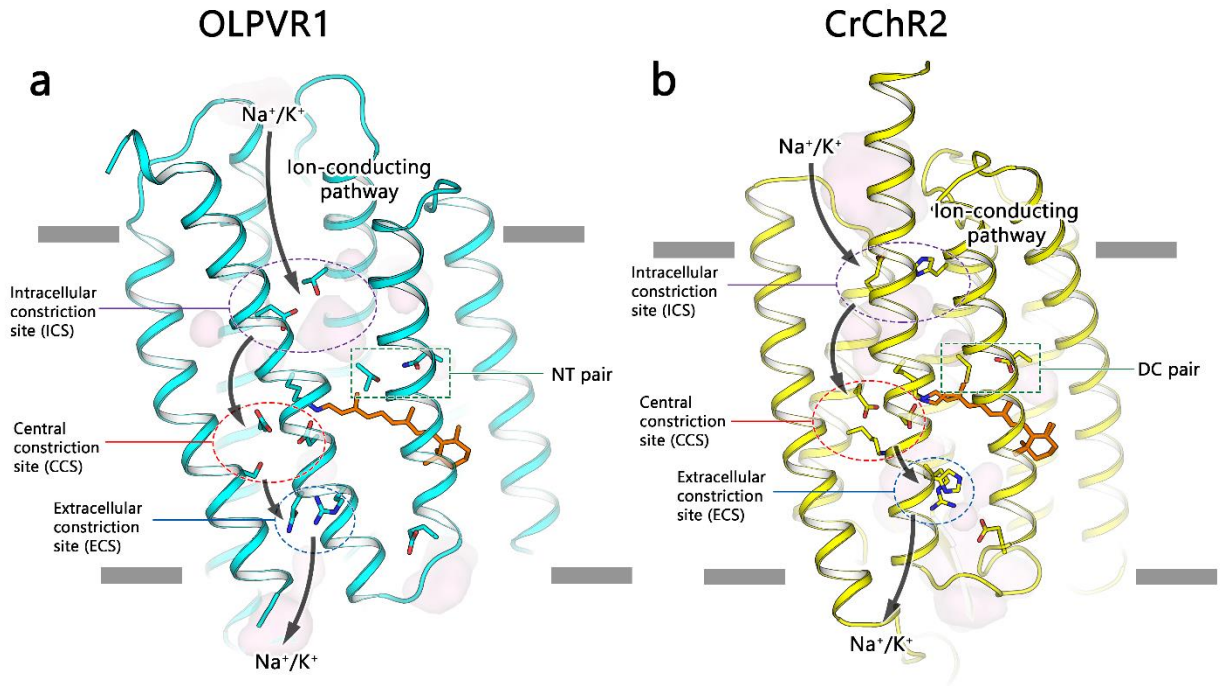 OLPVR1
CrChR2
a
Na⁺/K⁺
Ion-conducting
pathway
Intracellular
constriction
site (ICS)
NT pair
Central
constriction
site (CCS)
Extracellular
constriction
site (ECS)
Na⁺/K⁺
b
Na⁺/K⁺
Ion-conducting
pathway
Intracellular
constriction
site (ICS)
DC pair
Central
constriction
site (CCS)
Extracellular
constriction
site (ECS)
Na⁺/K⁺